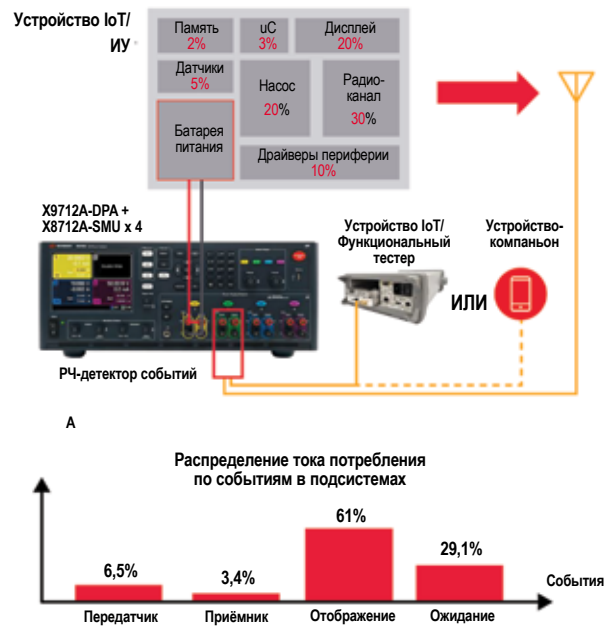 Устройство IoT/
ИУ
Память
2%
uC
3%
Дисплей
20%
Датчики
5%
Насос
20%
Радио-
канал
30%
Батарея
питания
Драйверы периферии
10%
X9712A-DPA +
X8712A-SMU x 4
Устройство IoT/
Функциональный
тестер
Устройство-
компаньон
ИЛИ
РЧ-детектор событий
А
Распределение тока потребления
по событиям в подсистемах
6,5%
3,4%
61%
29,1%
События
Передатчик
Приёмник
Отображение
Ожидание